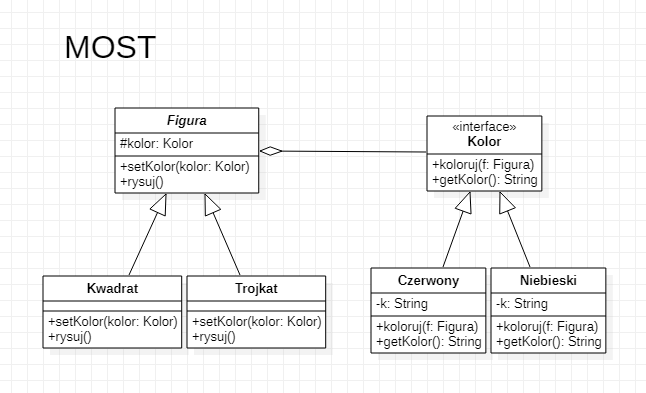 MOST
Figura
#kolor: Kolor
+setKolor(kolor: Kolor)
+rysuj()
«interface»
Kolor
+koloruj(f: Figura)
+getKolor(): String
Kwadrat
+setKolor(kolor: Kolor)
+rysuj()
Trojkat
+setKolor(kolor: Kolor)
+rysuj()
Czerwony
-k: String
+koloruj(f: Figura)
+getKolor(): String
Niebieski
-k: String
+koloruj(f: Figura)
+getKolor(): String